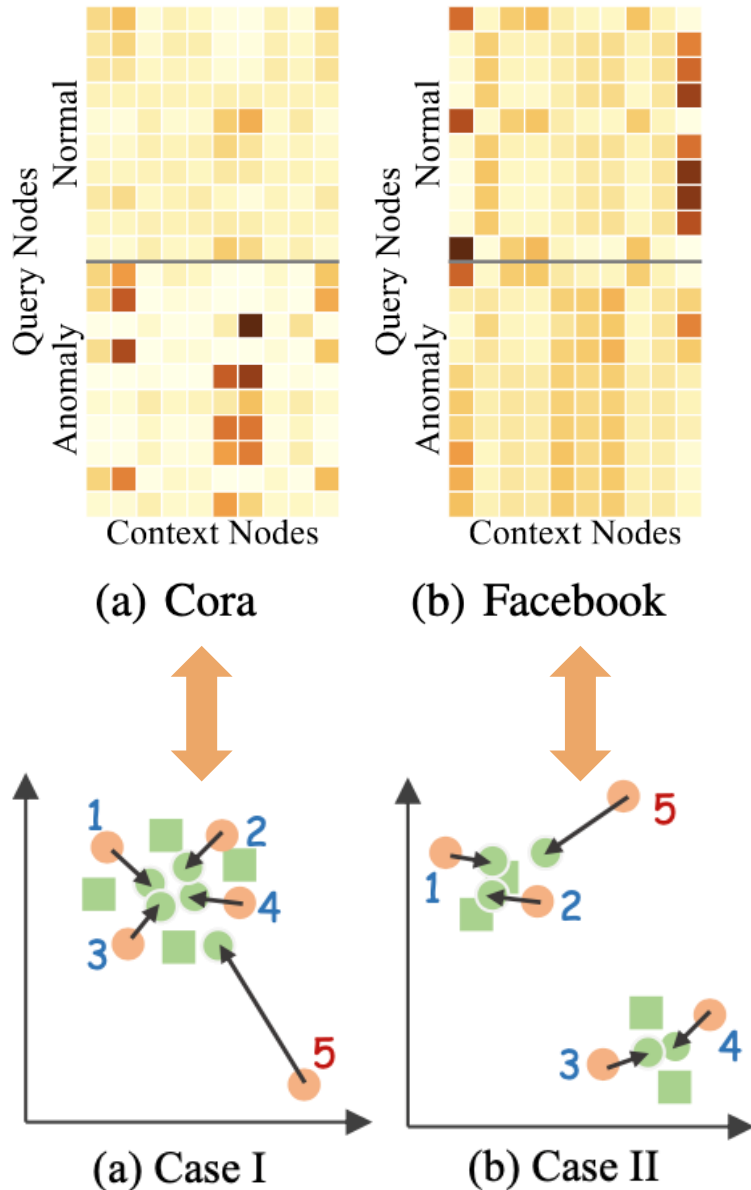 Query Nodes
Anomaly Normal
Context Nodes
(a) Cora
Query Nodes
Anomaly Normal
Context Nodes
(b) Facebook
1
2
3
4
5
(a) Case I
1
2
3
4
5
(b) Case II